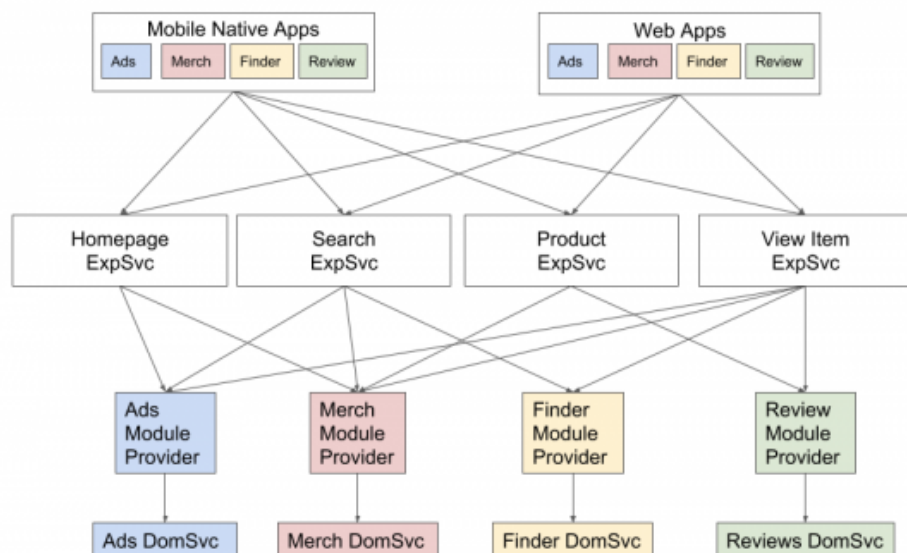 Mobile Native Apps
Ads
Merch
Finder
Review
Web Apps
Ads
Merch
Finder
Review
Homepage
ExpSvc
Search
ExpSvc
Product
ExpSvc
View Item
ExpSvc
Ads
Module
Provider
Merch
Module
Provider
Finder
Module
Provider
Review
Module
Provider
Ads DomSvc
Merch DomSvc
Finder DomSvc
Reviews DomSvc